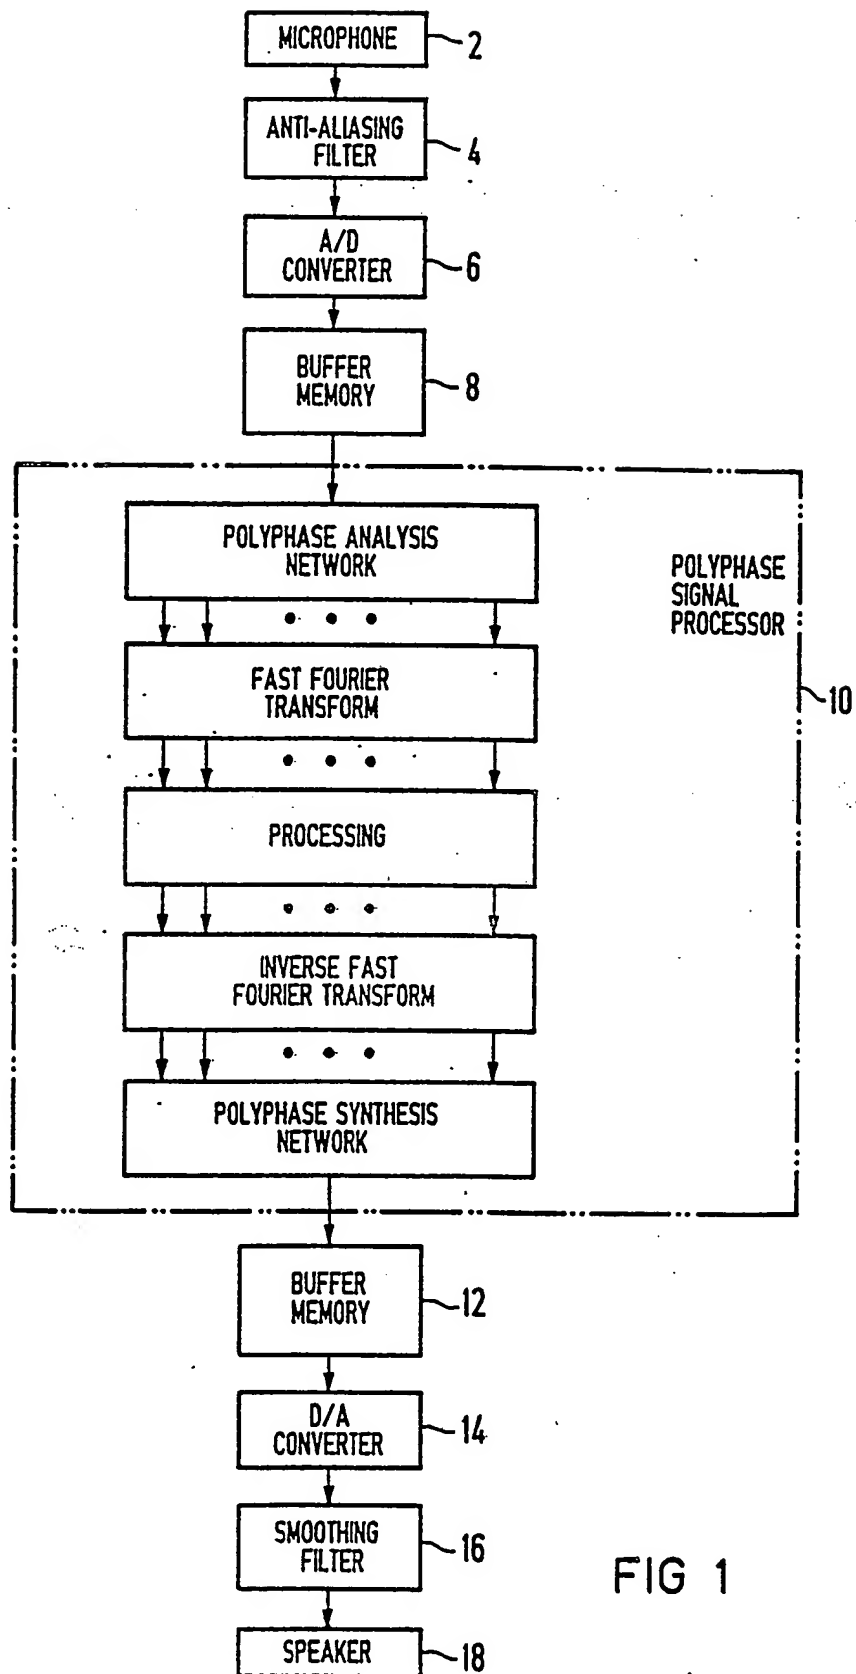 MICROPHONE 2
ANTI-ALIASING
FILTER 4
A/D
CONVERTER 6
BUFFER
MEMORY 8
POLYPHASE ANALYSIS
NETWORK
POLYPHASE
SIGNAL
PROCESSOR
FAST FOURIER
TRANSFORM
10
PROCESSING
INVERSE FAST
FOURIER TRANSFORM
POLYPHASE SYNTHESIS
NETWORK
BUFFER
MEMORY 12
D/A
CONVERTER 14
SMOOTHING
FILTER 16
FIG 1
SPEAKER 18